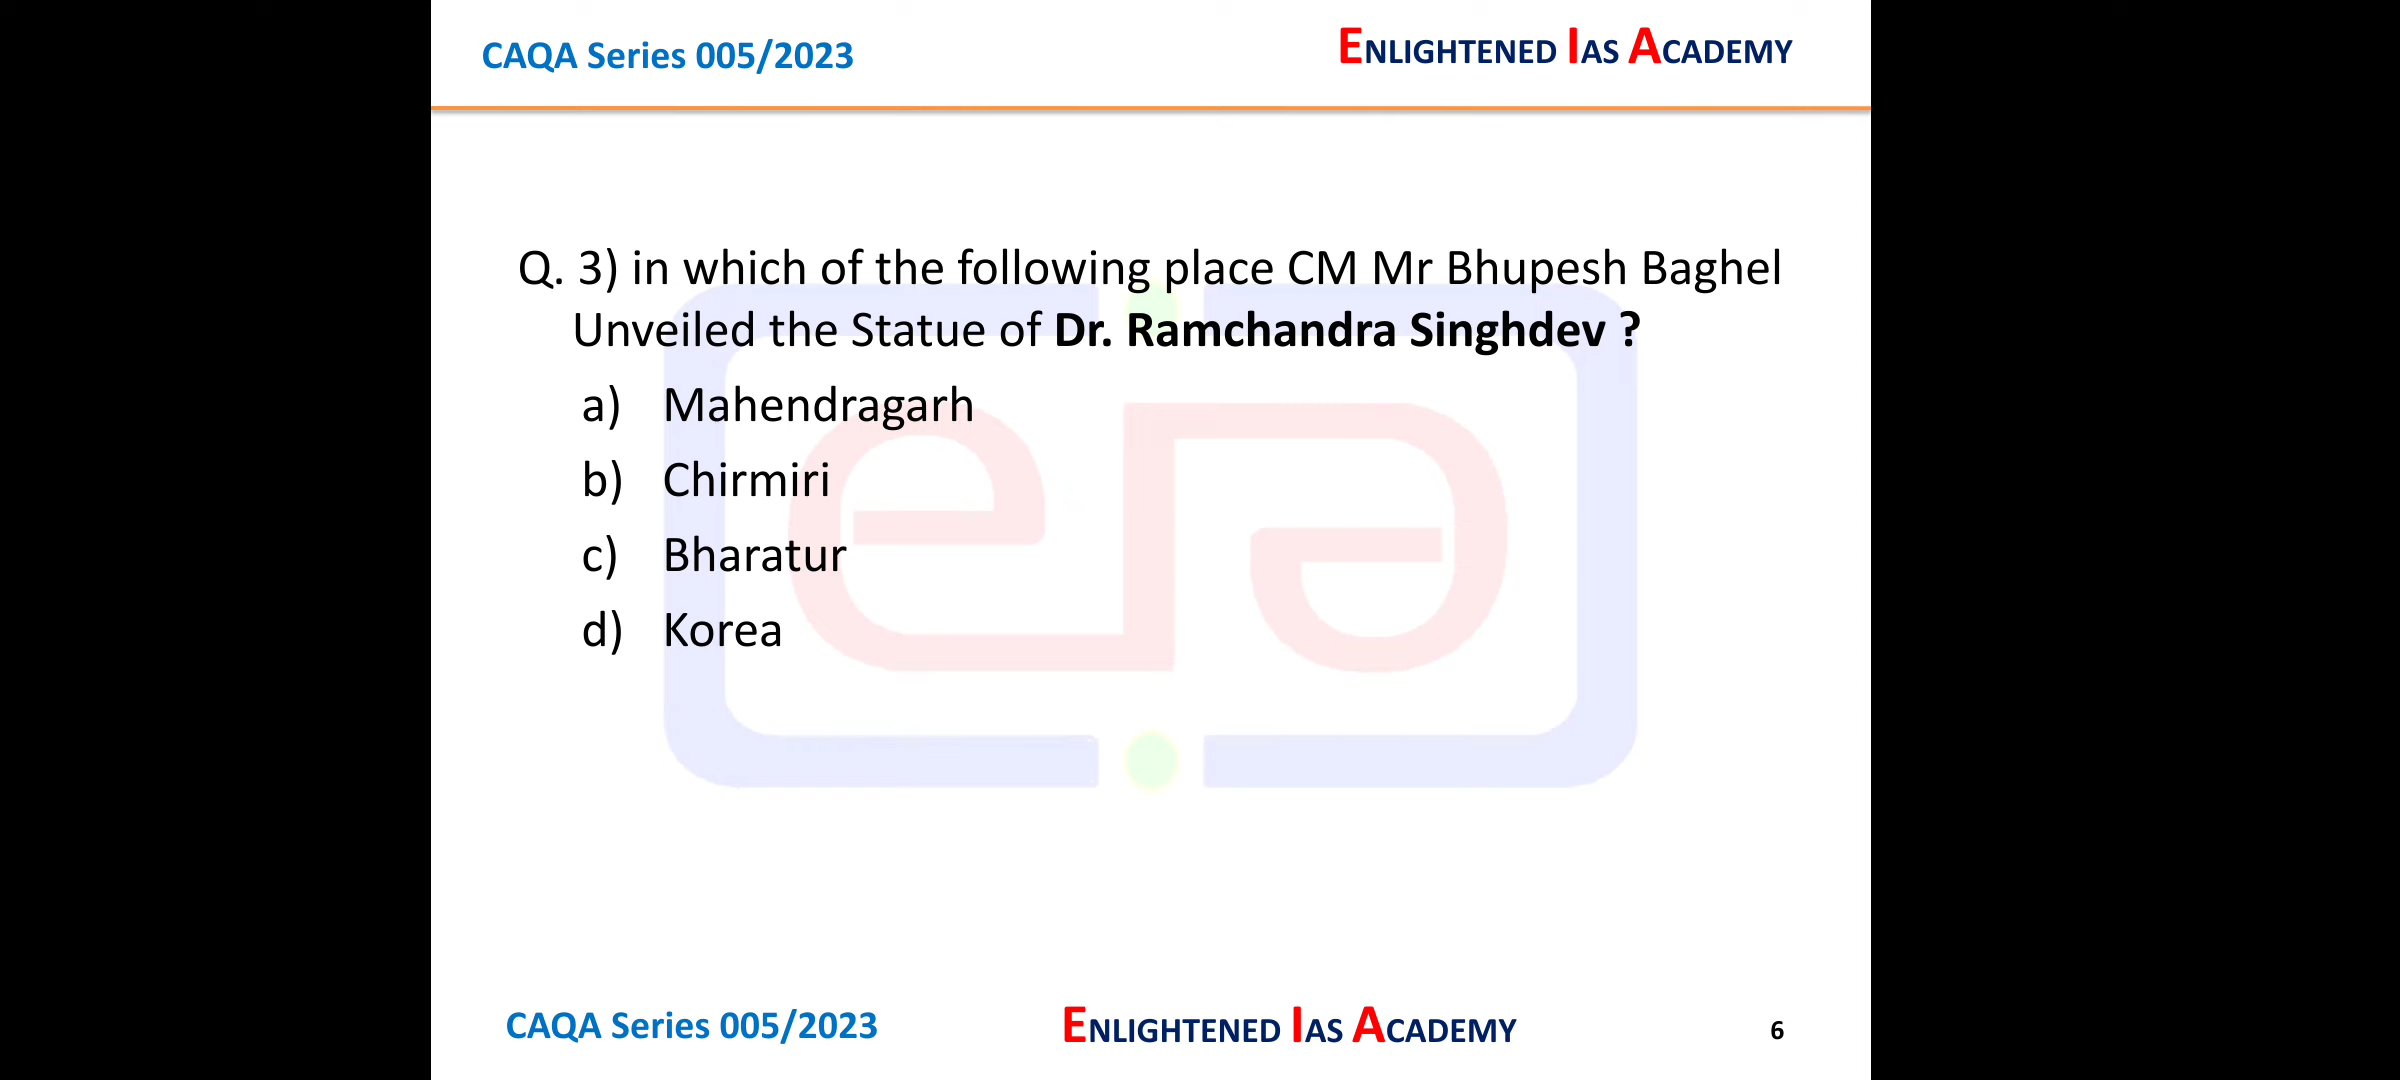 CAQA Series 005/2023
ENLIGHTENED IAS ACADEMY
Q. 3) in which of the following place CM Mr Bhupesh Baghel
Unveiled the Statue of Dr. Ramchandra Singhdev ?
a) Mahendragarh
b) Chirmiri
c) Bharatur
d) Korea
CAQA Series 005/2023
ENLIGHTENED IAS ACADEMY
6